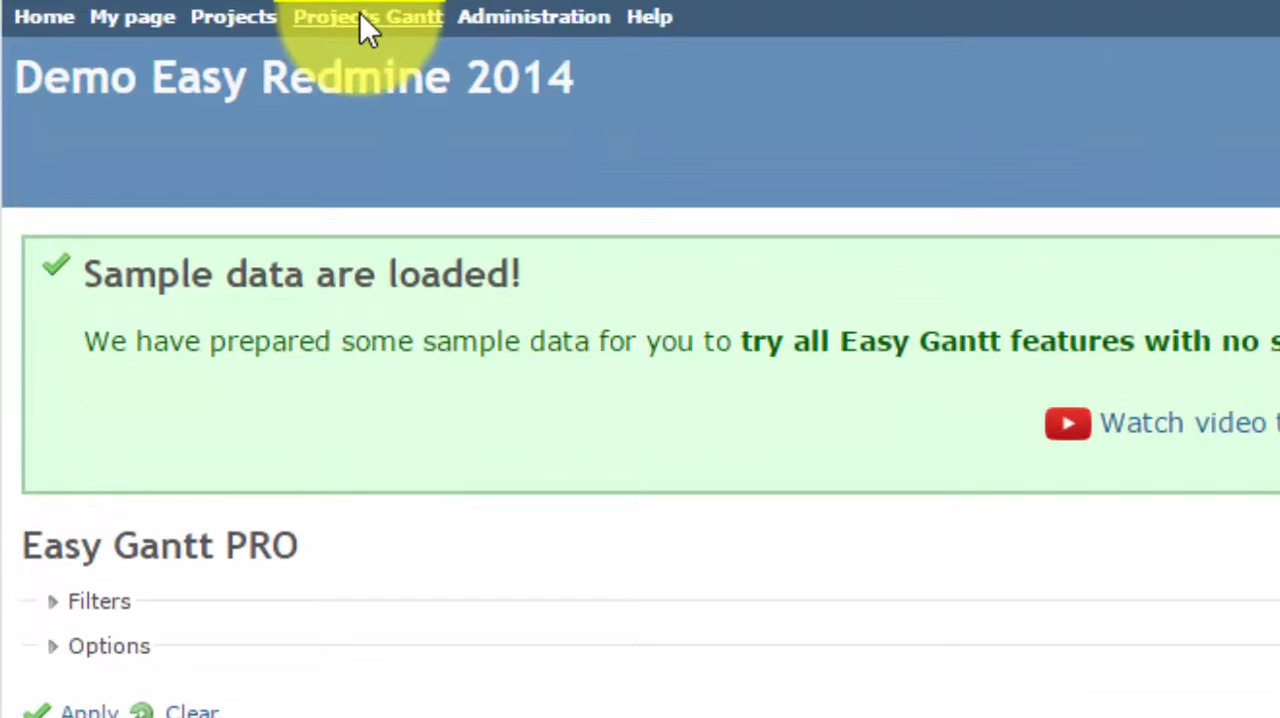 Home My page Projects Projects Gantt Administration Help
Demo Easy Redmine 2014
Sample data are loaded!
We have prepared some sample data for you to try all Easy Gantt features with no
Watch video
Easy Gantt PRO
Filters
Options
Apply Clear